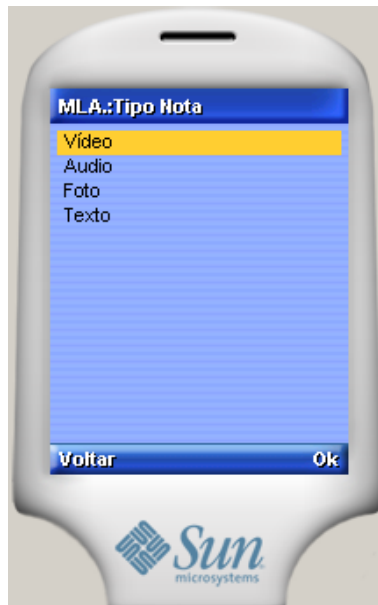 MLA.:Tipo Nota
Vídeo
Audio
Foto
Texto
Voltar Ok
Sun
microsystems